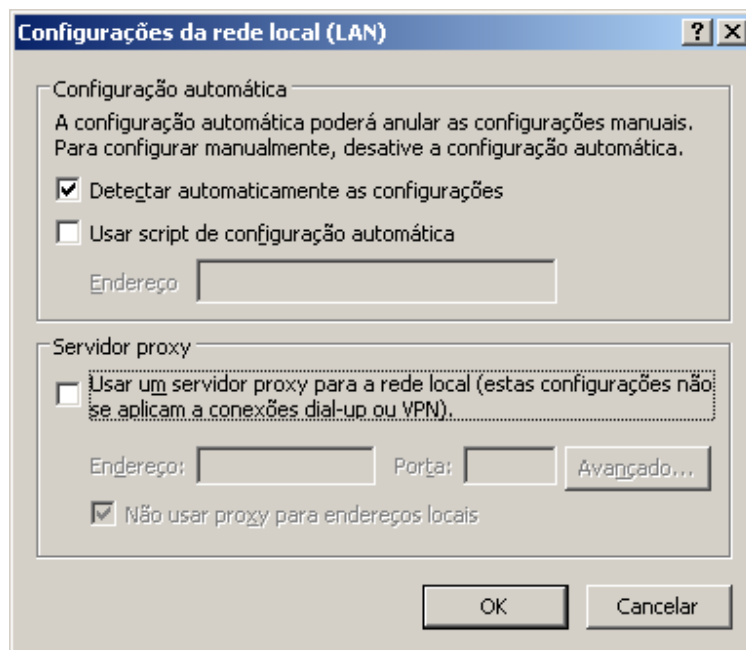 Configurações da rede local (LAN)
Configuração automática
A configuração automática poderá anular as configurações manuais.
Para configurar manualmente, desative a configuração automática.
Detectar automaticamente as configurações
Usar script de configuração automática
Endereço
Servidor proxy
Usar um servidor proxy para a rede local (estas configurações não
se aplicam a conexões dial-up ou VPN).
Endereço: Porta: Avançado...
Não usar proxy para endereços locais
OK Cancelar